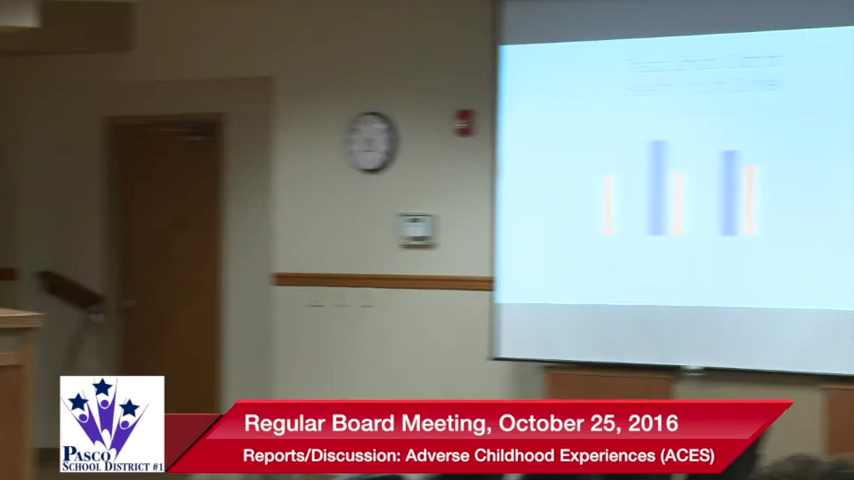 Regular Board Meeting, October 25, 2016
Reports/Discussion: Adverse Childhood Experiences (ACES)
PASCO
SCHOOL DISTRICT #1